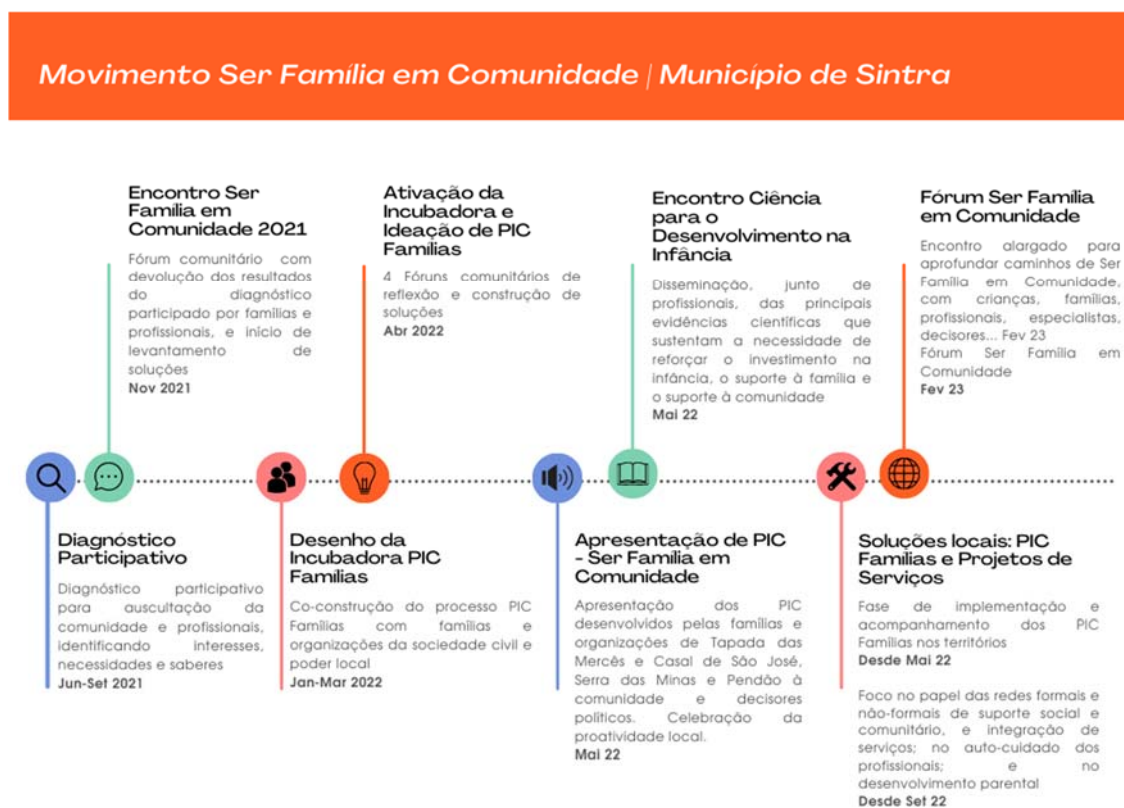 Movimento Ser Família em Comunidade | Município de Sintra
Encontro Ser
Família em
Comunidade 2021
Fórum comunitário com
devolução dos resultados
do diagnóstico
participado por famílias e
profissionais, e início de
levantamento de
soluções
Nov 2021
Ativação da
Incubadora e
Ideação de PIC
Famílias
4 Fóruns comunitários de
reflexão e construção de
soluções
Abr 2022
Encontro Ciência
para o
Desenvolvimento na
Infância
Disseminação, junto de
profissionais, das principais
evidências científicas que
sustentam a necessidade de
reforçar o investimento na
infância, o suporte à família e
o suporte à comunidade
Mai 22
Fórum Ser Família
em Comunidade
Encontro alargado para
aprofundar caminhos de Ser
Família em Comunidade,
com crianças, famílias,
profissionais, especialistas,
decisores... Fev 23
Fórum Ser Família em
Comunidade
Fev 23
Diagnóstico
Participativo
Diagnóstico participativo
para auscultação da
comunidade e profissionais,
identificando interesses,
necessidades e saberes
Jun-Set 2021
Desenho da
Incubadora PIC
Famílias
Co-construção do processo PIC
Famílias com famílias e
organizações da sociedade civil e
poder local
Jan-Mar 2022
Apresentação de PIC
- Ser Família em
Comunidade
Apresentação dos PIC
desenvolvidos pelas famílias e
organizações de Tapada das
Mercês e Casal de São José,
Serra das Minas e Pendão à
comunidade e decisores
políticos. Celebração da
proatividade local.
Mai 22
Soluções locais: PIC
Famílias e Projetos de
Serviços
Fase de implementação e
acompanhamento dos PIC
Famílias nos territórios
Desde Mai 22
Foco no papel das redes formais e
não-formais de suporte social e
comunitário, e integração de
serviços; no auto-cuidado dos
profissionais; e no
desenvolvimento parental
Desde Set 22